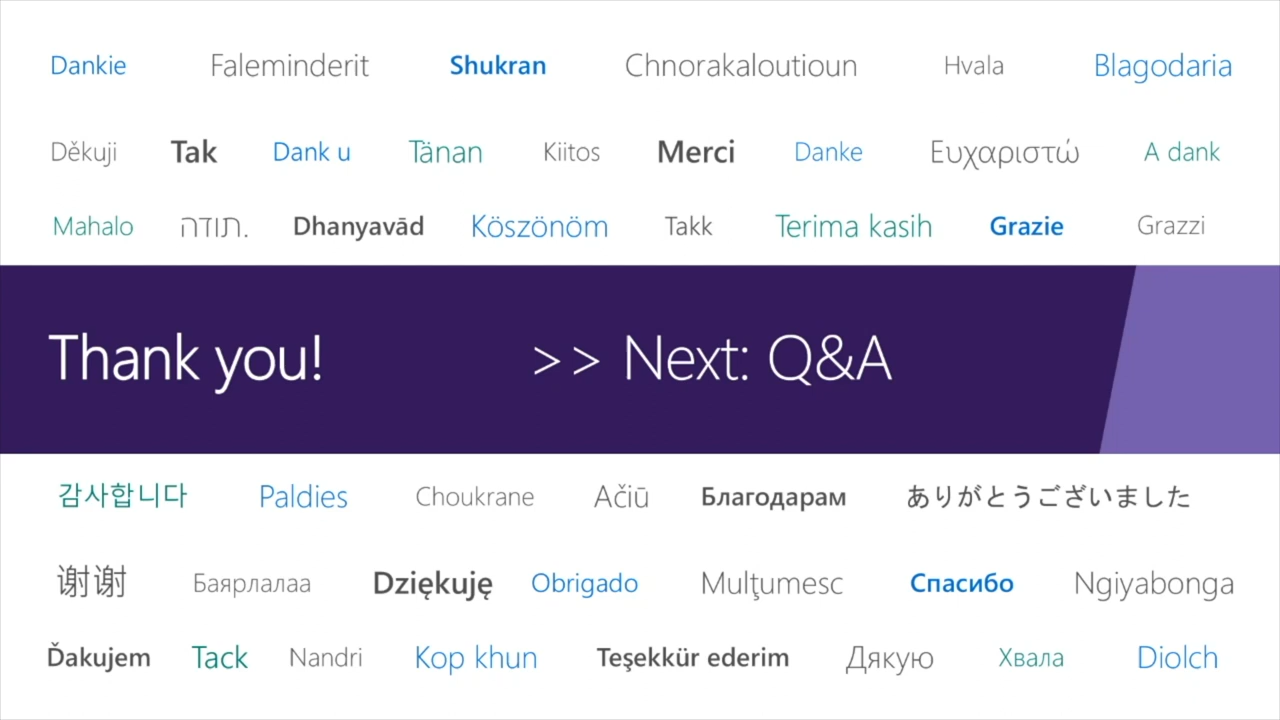 Dankie Faleminderit Shukran Chnorakaloutioun Hvala Blagodaria
Děkuji Tak Dank u Tänan Kiitos Merci Danke Ευχαριστώ A dank
Mahalo תודה. Dhanyavād Köszönöm Takk Terima kasih Grazie Grazzi
Thank you! >> Next: Q&A
감사합니다 Paldies Choukrane Ačiū Благодарам ありがとうございました
谢谢 Баярлалаа Dziękuję Obrigado Mulţumesc Спасибо Ngiyabonga
Ďakujem Tack Nandri Kop khun Teşekkür ederim Дякую Хвала Diolch